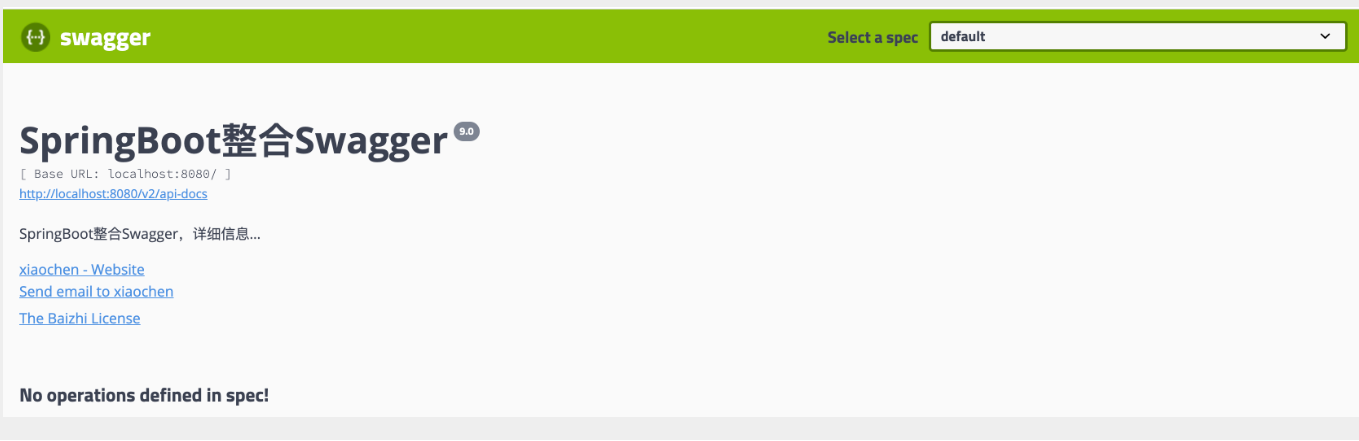 swagger
Select a spec default
SpringBoot整合Swagger 9.0
[ Base URL: localhost:8080/ ]
http://localhost:8080/v2/api-docs
SpringBoot整合Swagger，详细信息...
xiaochen - Website
Send email to xiaochen
The Baizhi License
No operations defined in spec!